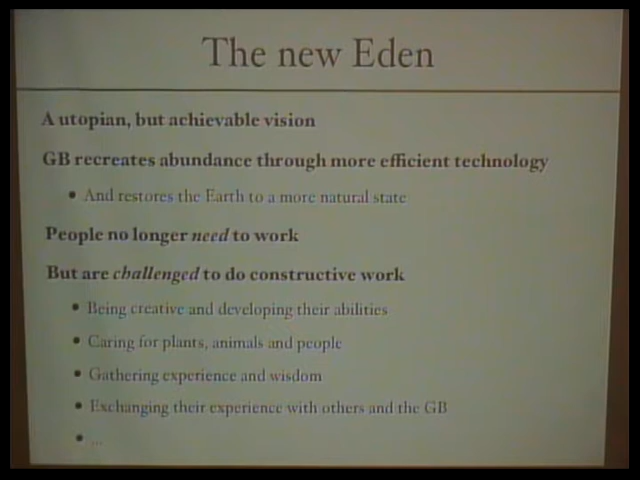 The new Eden
A utopian, but achievable vision
GB recreates abundance through more efficient technology
• And restores the Earth to a more natural state
People no longer need to work
But are challenged to do constructive work
• Being creative and developing their abilities
• Caring for plants, animals and people
• Gathering experience and wisdom
• Exchanging their experience with others and the GB
• ...